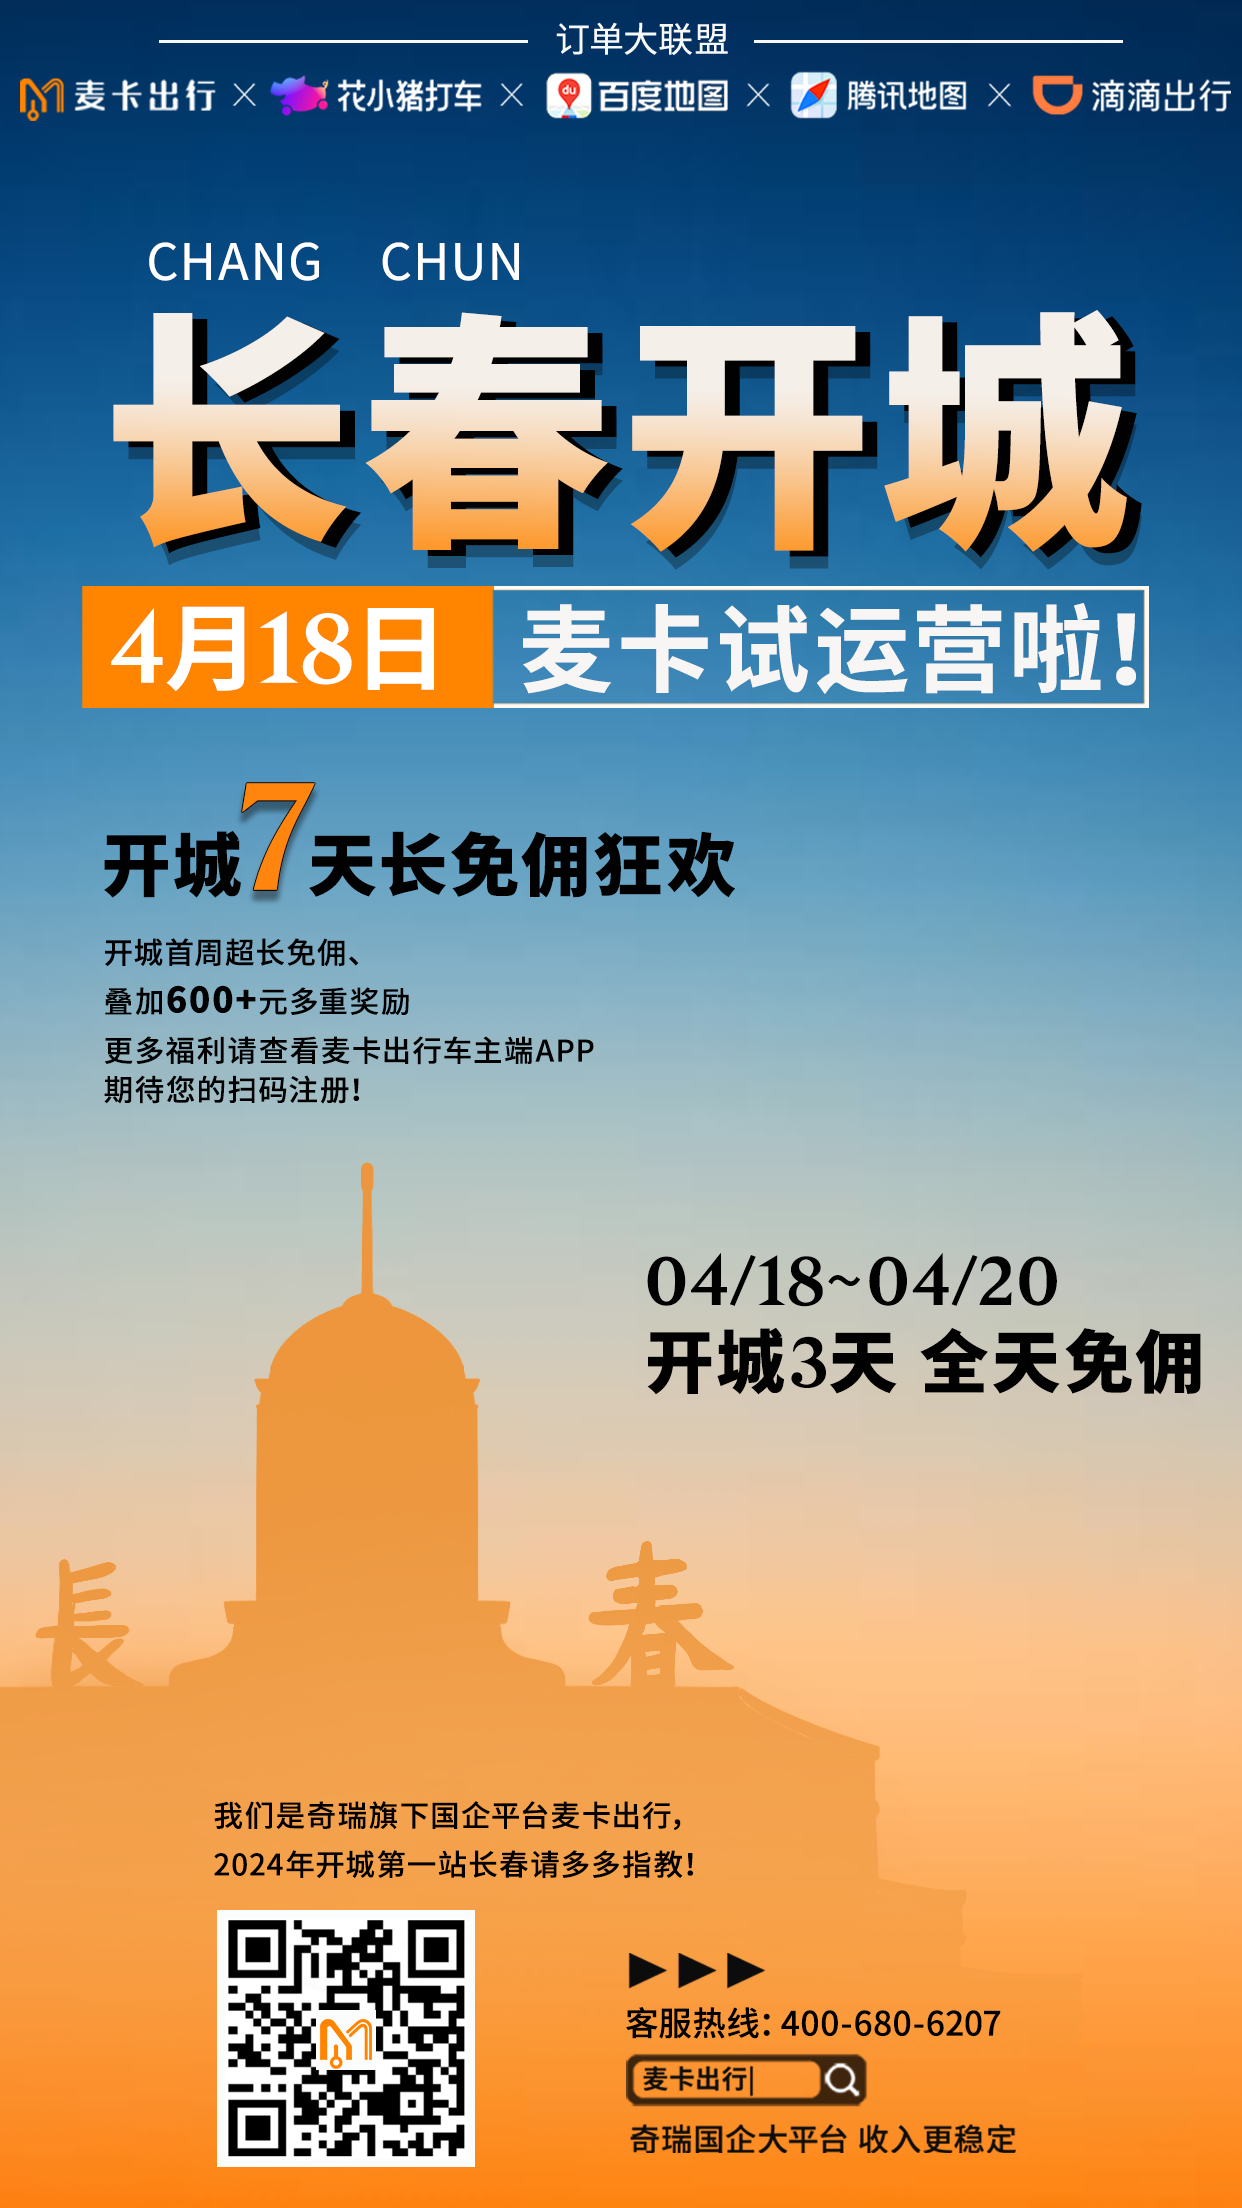 订单大联盟
麦卡出行 × 花小猪打车 × du 百度地图 × 腾讯地图 × 滴滴出行
CHANG CHUN
长春开城
4月18日 麦卡试运营啦!
开城7天长免佣狂欢
开城首周超长免佣、
叠加600+元多重奖励
更多福利请查看麦卡出行车主端APP
期待您的扫码注册!
04/18~04/20
开城3天 全天免佣
長 春
我们是奇瑞旗下国企平台麦卡出行,
2024年开城第一站长春请多多指教!
客服热线: 400-680-6207
麦卡出行
奇瑞国企大平台 收入更稳定